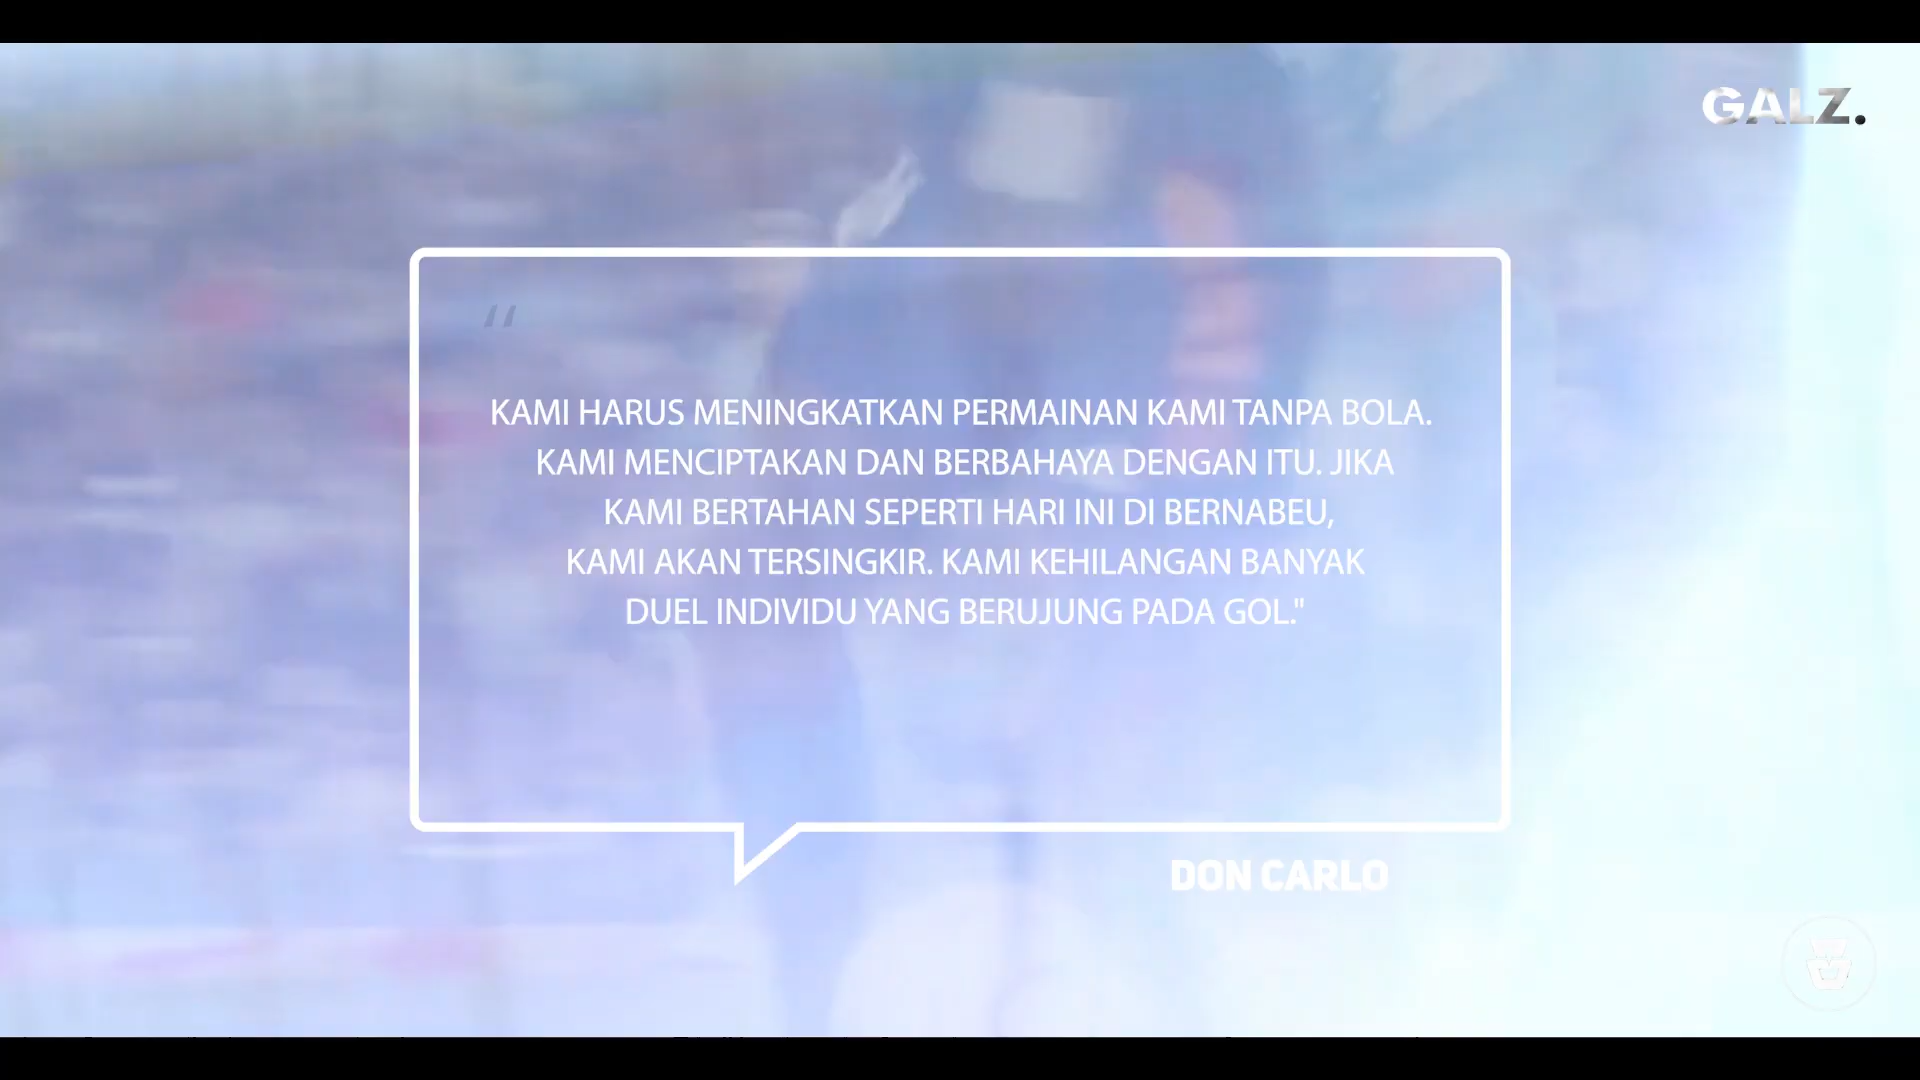 GALZ.
“
KAMI HARUS MENINGKATKAN PERMAINAN KAMI TANPA BOLA.
KAMI MENCIPTAKAN DAN BERBAHAYA DENGAN ITU. JIKA
KAMI BERTAHAN SEPERTI HARI INI DI BERNABEU,
KAMI AKAN TERSINGKIR. KAMI KEHILANGAN BANYAK
DUEL INDIVIDU YANG BERUJUNG PADA GOL."
DON CARLO